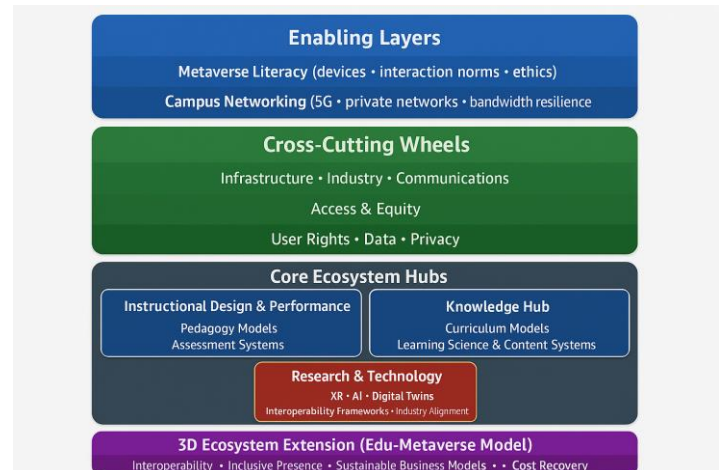 Enabling Layers
Metaverse Literacy (devices • interaction norms • ethics)
Campus Networking (5G • private networks • bandwidth resilience
Cross-Cutting Wheels
Infrastructure • Industry • Communications
Access & Equity
User Rights • Data • Privacy
Core Ecosystem Hubs
Instructional Design & Performance
Pedagogy Models
Assessment Systems
Knowledge Hub
Curriculum Models
Learning Science & Content Systems
Research & Technology
XR • AI • Digital Twins
Interoperability Frameworks • Industry Alignment
3D Ecosystem Extension (Edu-Metaverse Model)
Interoperability • Inclusive Presence • Sustainable Business Models • • Cost Recovery